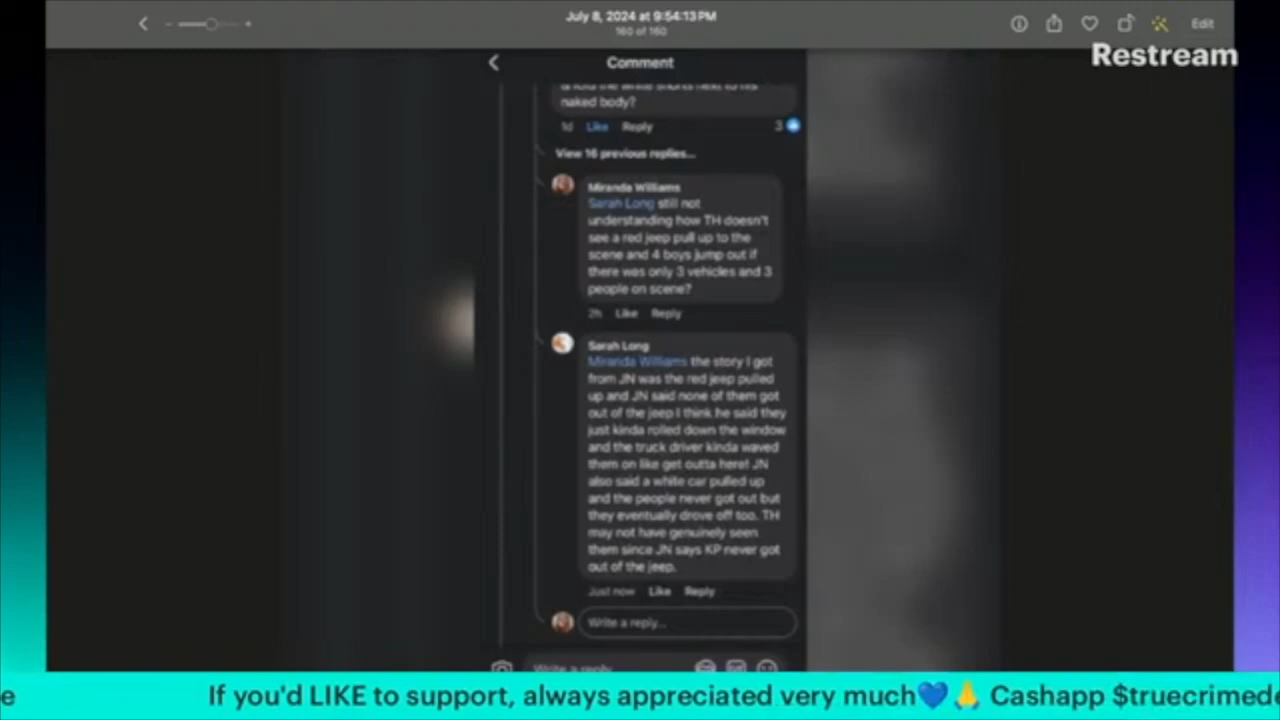 July 8, 2024 at 9:54:13 PM
160 of 160
Edit
Restream
Comment
naked body?
1d Like Reply 3
View 16 previous replies...
Miranda Williams
Sarah Long still not
understanding how TH doesn't
see a red jeep pull up to the
scene and 4 boys jump out if
there was only 3 vehicles and 3
people on scene?
2h Like Reply
Sarah Long
Miranda Williams the story I got
from JN was the red jeep pulled
up and JN said none of them got
out of the jeep I think he said they
just kinda rolled down the window
and the truck driver kinda waved
them on like get outta here! JN
also said a white car pulled up
and the people never got out but
they eventually drove off too. TH
may not have genuinely seen
them since JN says KP never got
out of the jeep.
Just now Like Reply
Write a reply...
Write a reply
e If you'd LIKE to support, always appreciated very much💙🙏 Cashapp $truecrimed